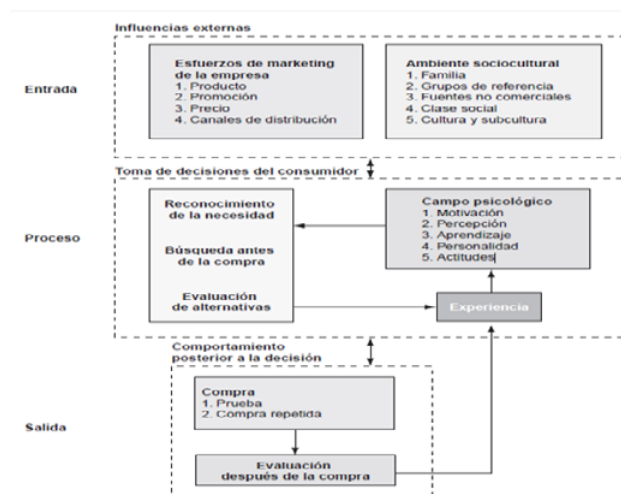 Influencias externas
Entrada
Esfuerzos de marketing
de la empresa
1. Producto
2. Promoción
3. Precio
4. Canales de distribución
Ambiente sociocultural
1. Familia
2. Grupos de referencia
3. Fuentes no comerciales
4. Clase social
5. Cultura y subcultura
Toma de decisiones del consumidor
Proceso
Reconocimiento
de la necesidad
Búsqueda antes
de la compra
Evaluación
de alternativas
Campo psicológico
1. Motivación
2. Percepción
3. Aprendizaje
4. Personalidad
5. Actitudes
Experiencia
Comportamiento
posterior a la decisión
Salida
Compra
1. Prueba
2. Compra repetida
Evaluación
después de la compra